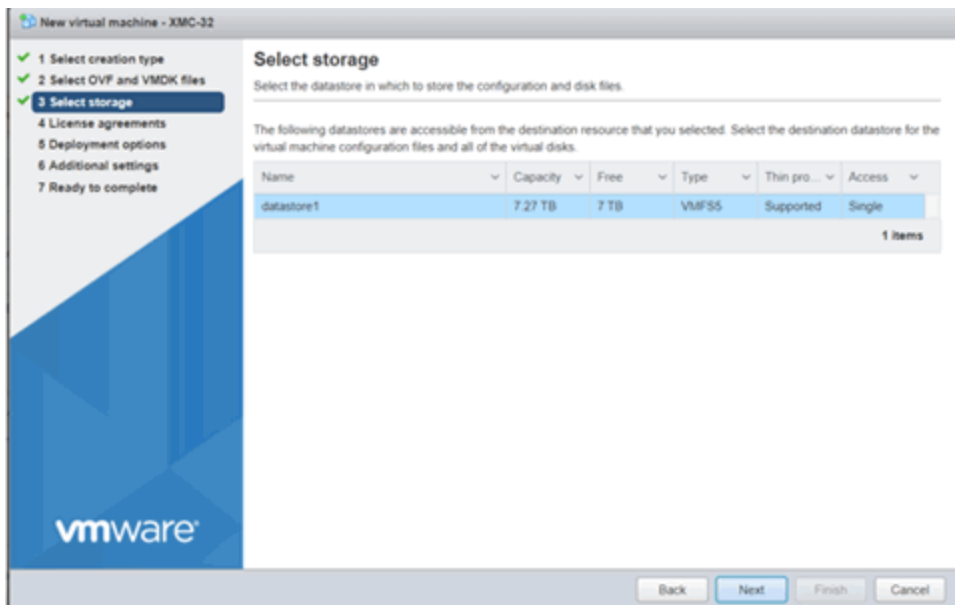 New virtual machine - XMC-32
1 Select creation type
2 Select OVF and VMDK files
3 Select storage
4 License agreements
5 Deployment options
6 Additional settings
7 Ready to complete
Select storage
Select the datastore in which to store the configuration and disk files.
The following datastores are accessible from the destination resource that you selected. Select the destination datastore for the
virtual machine configuration files and all of the virtual disks.
Name Capacity Free Type Thin pro... Access
datastore1 7.27 TB 7 TB VMFS5 Supported Single
1 items
vmware®
Back Next Finish Cancel